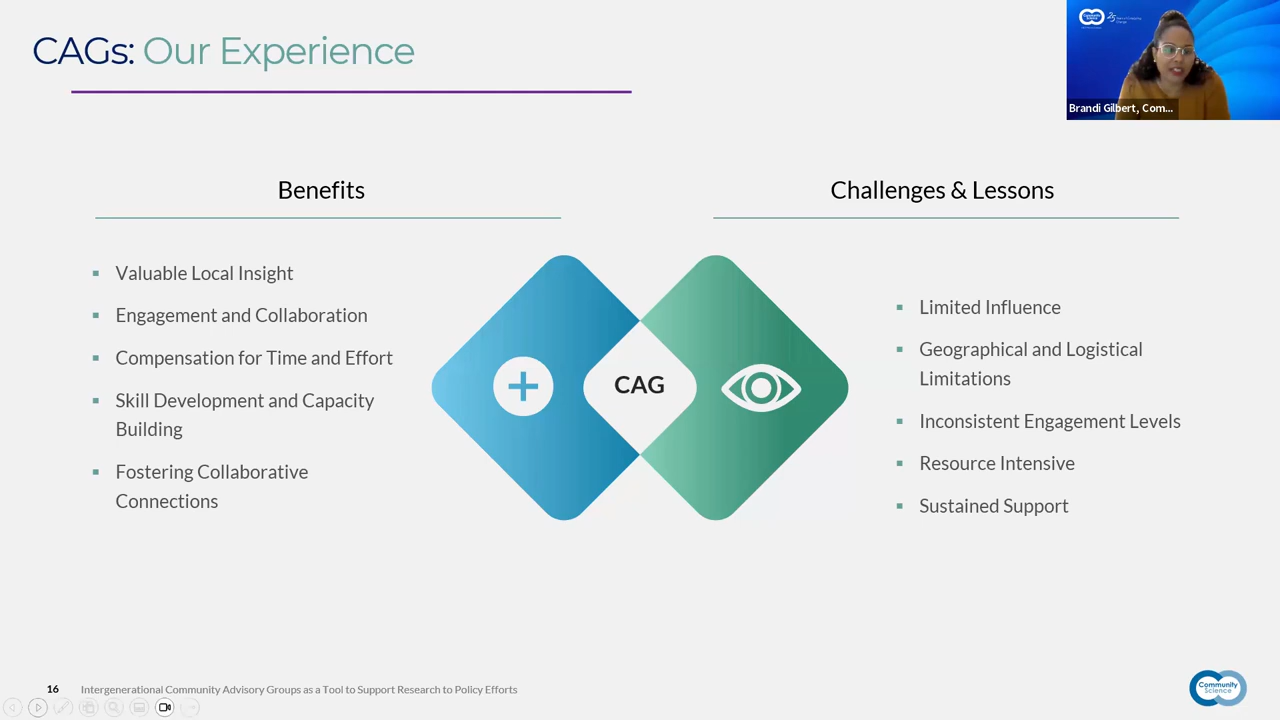 CAGs: Our Experience
Community
Science
25
Brandi Gilbert, Com...
Benefits
Challenges & Lessons
Valuable Local Insight
Engagement and Collaboration
Compensation for Time and Effort
Skill Development and Capacity
Building
Fostering Collaborative
Connections
CAG
Limited Influence
Geographical and Logistical
Limitations
Inconsistent Engagement Levels
Resource Intensive
Sustained Support
16
Intergenerational Community Advisory Groups as a Tool to Support Research to Policy Efforts
Community
Science